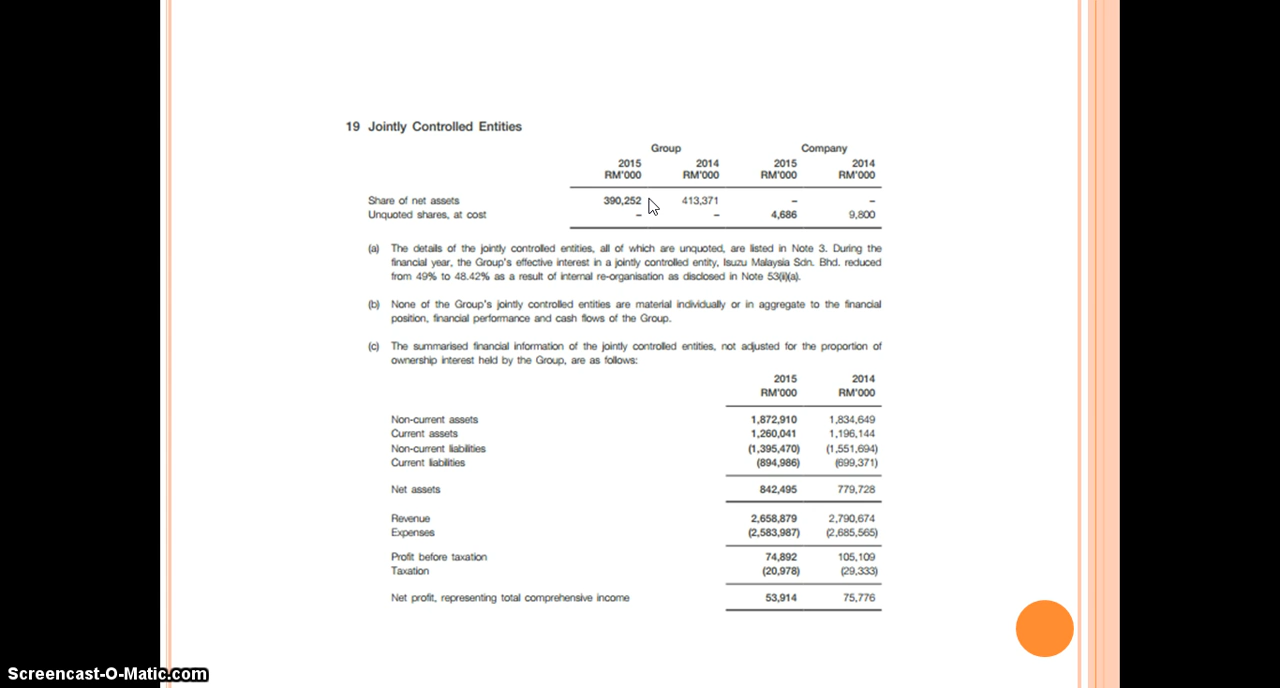 19 Jointly Controlled Entities
Group Company
2015 2014 2015 2014
RM'000 RM'000 RM'000 RM'000
Share of net assets 390,252 413,371 – –
Unquoted shares, at cost – – 4,686 9,800
(a) The details of the jointly controlled entities, all of which are unquoted, are listed in Note 3. During the
financial year, the Group's effective interest in a jointly controlled entity, Isuzu Malaysia Sdn. Bhd. reduced
from 49% to 48.42% as a result of internal re-organisation as disclosed in Note 53(ii)(a).
(b) None of the Group's jointly controlled entities are material individually or in aggregate to the financial
position, financial performance and cash flows of the Group.
(c) The summarised financial information of the jointly controlled entities, not adjusted for the proportion of
ownership interest held by the Group, are as follows:
2015 2014
RM'000 RM'000
Non-current assets 1,872,910 1,834,649
Current assets 1,260,041 1,196,144
Non-current liabilities (1,395,470) (1,551,694)
Current liabilities (894,986) (699,371)
Net assets 842,495 779,728
Revenue 2,658,879 2,790,674
Expenses (2,583,987) (2,685,565)
Profit before taxation 74,892 105,109
Taxation (20,978) (29,333)
Net profit, representing total comprehensive income 53,914 75,776
Screencast-O-Matic.com